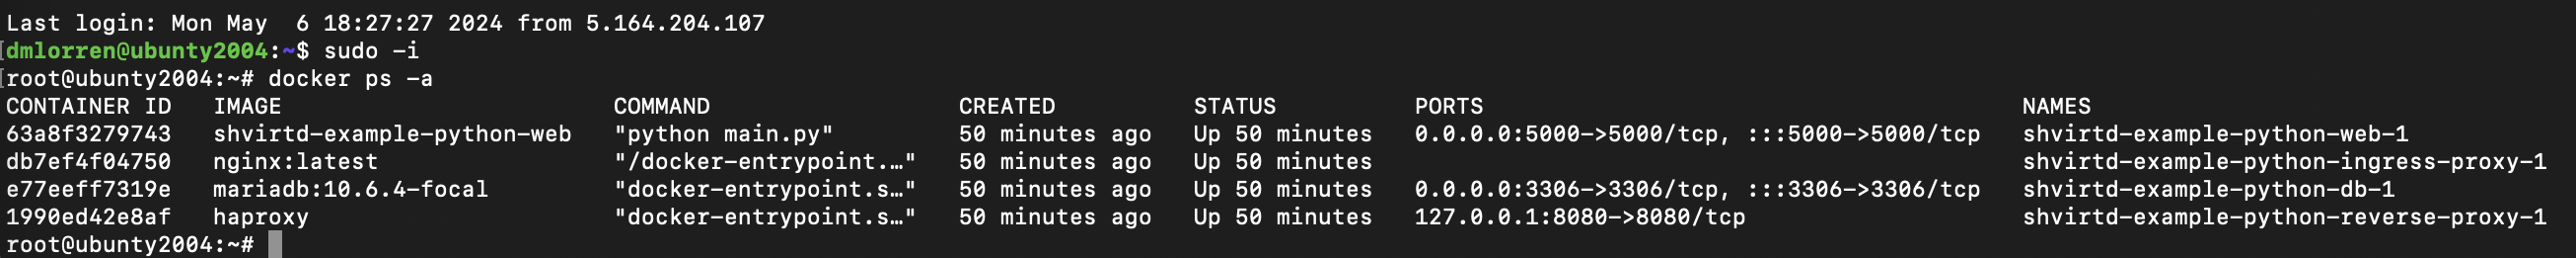 Last login: Mon May  6 18:27:27 2024 from 5.164.204.107
[dmlorren@ubunty2004:~$ sudo -i
[root@ubunty2004:~# docker ps -a
CONTAINER ID   IMAGE                        COMMAND                  CREATED          STATUS          PORTS                                       NAMES
63a8f3279743   shvirtd-example-python-web   "python main.py"         50 minutes ago   Up 50 minutes   0.0.0.0:5000->5000/tcp, :::5000->5000/tcp   shvirtd-example-python-web-1
db7ef4f04750   nginx:latest                 "/docker-entrypoint.…"   50 minutes ago   Up 50 minutes                                               shvirtd-example-python-ingress-proxy-1
e77eeff7319e   mariadb:10.6.4-focal         "docker-entrypoint.s…"   50 minutes ago   Up 50 minutes   0.0.0.0:3306->3306/tcp, :::3306->3306/tcp   shvirtd-example-python-db-1
1990ed42e8af   haproxy                      "docker-entrypoint.s…"   50 minutes ago   Up 50 minutes   127.0.0.1:8080->8080/tcp                    shvirtd-example-python-reverse-proxy-1
root@ubunty2004:~#